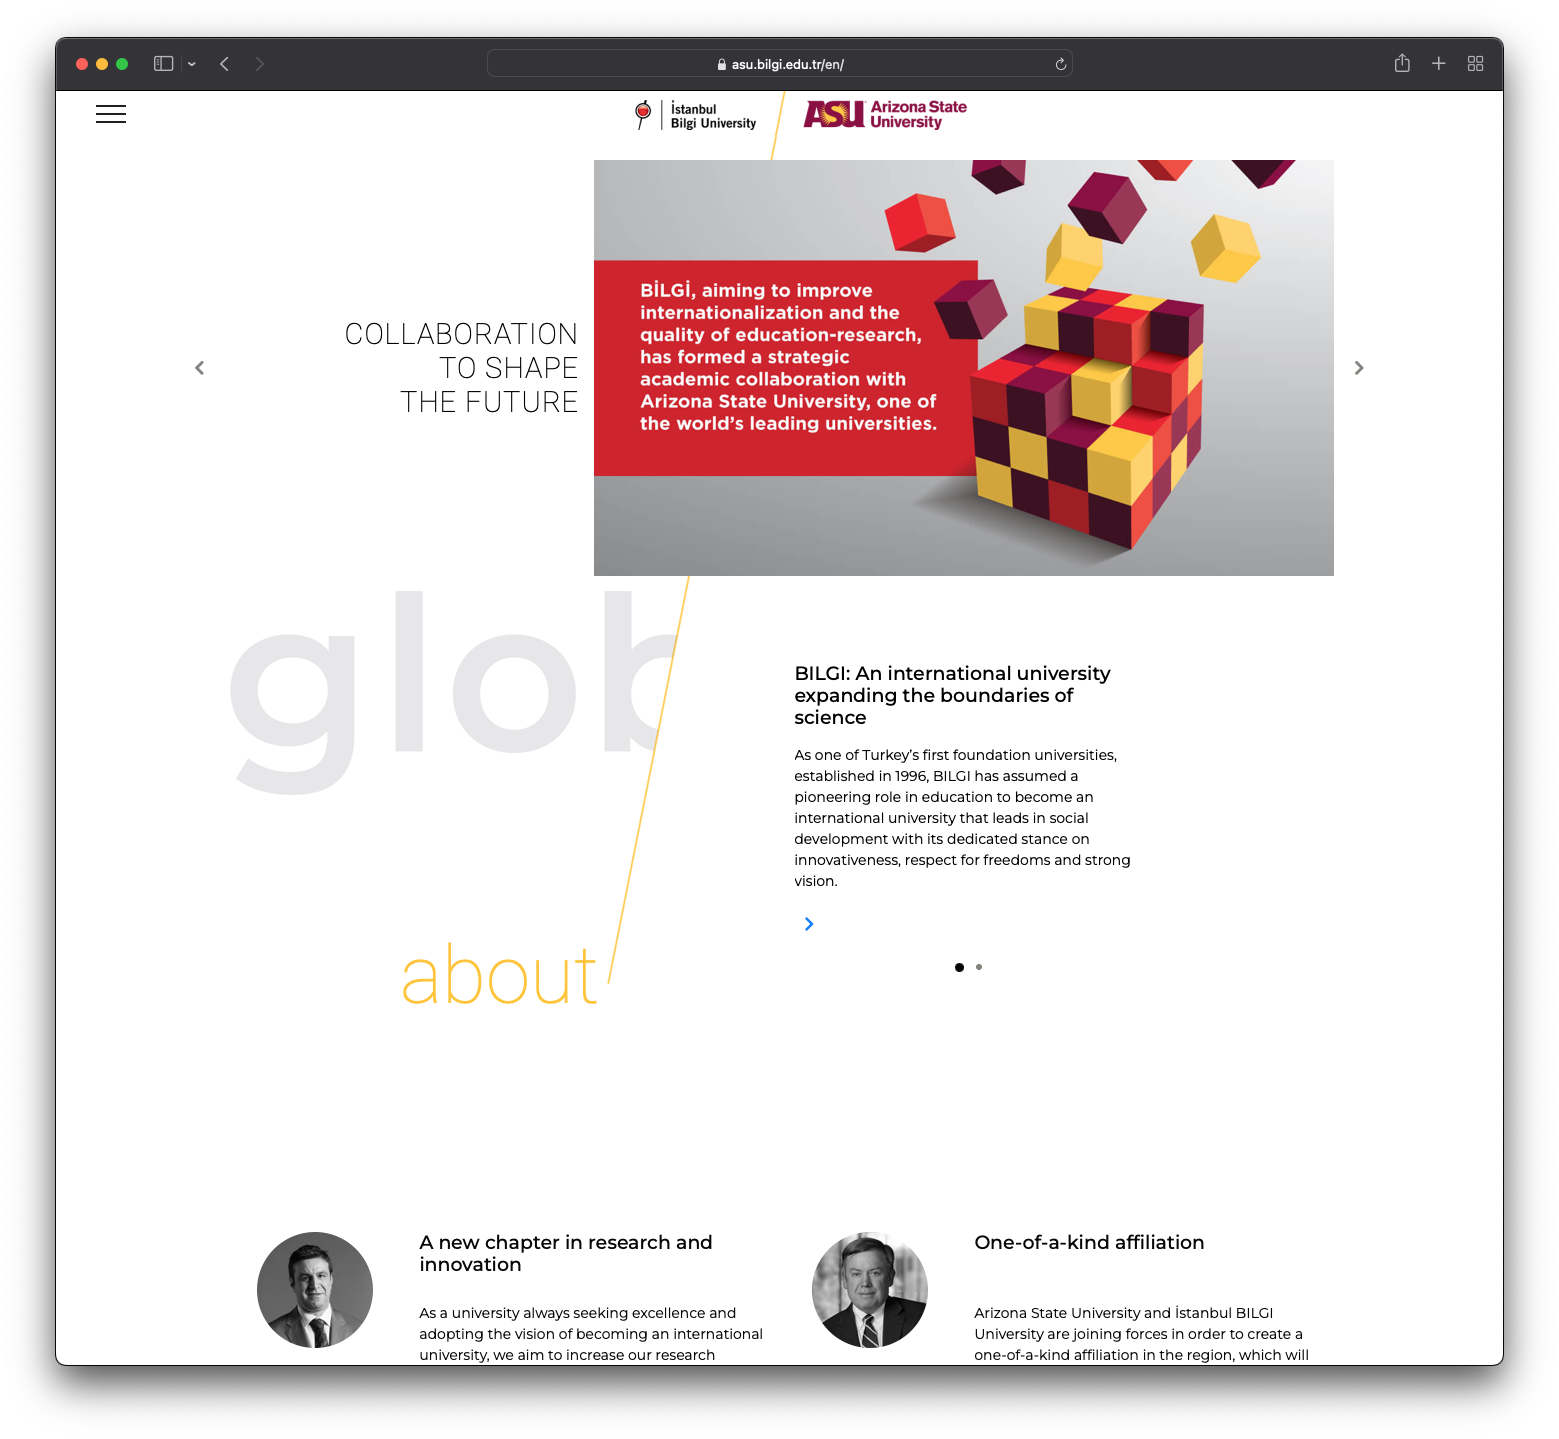 asu.bilgi.edu.tr/en/
İstanbul
Bilgi University
ASU
Arizona State
University
COLLABORATION
TO SHAPE
THE FUTURE
BİLGİ, aiming to improve
internationalization and the
quality of education-research,
has formed a strategic
academic collaboration with
Arizona State University, one of
the world's leading universities.
glob
about
BILGI: An international university
expanding the boundaries of
science
As one of Turkey's first foundation universities,
established in 1996, BILGI has assumed a
pioneering role in education to become an
international university that leads in social
development with its dedicated stance on
innovativeness, respect for freedoms and strong
vision.
A new chapter in research and
innovation
As a university always seeking excellence and
adopting the vision of becoming an international
university, we aim to increase our research
One-of-a-kind affiliation
Arizona State University and İstanbul BILGI
University are joining forces in order to create a
one-of-a-kind affiliation in the region, which will